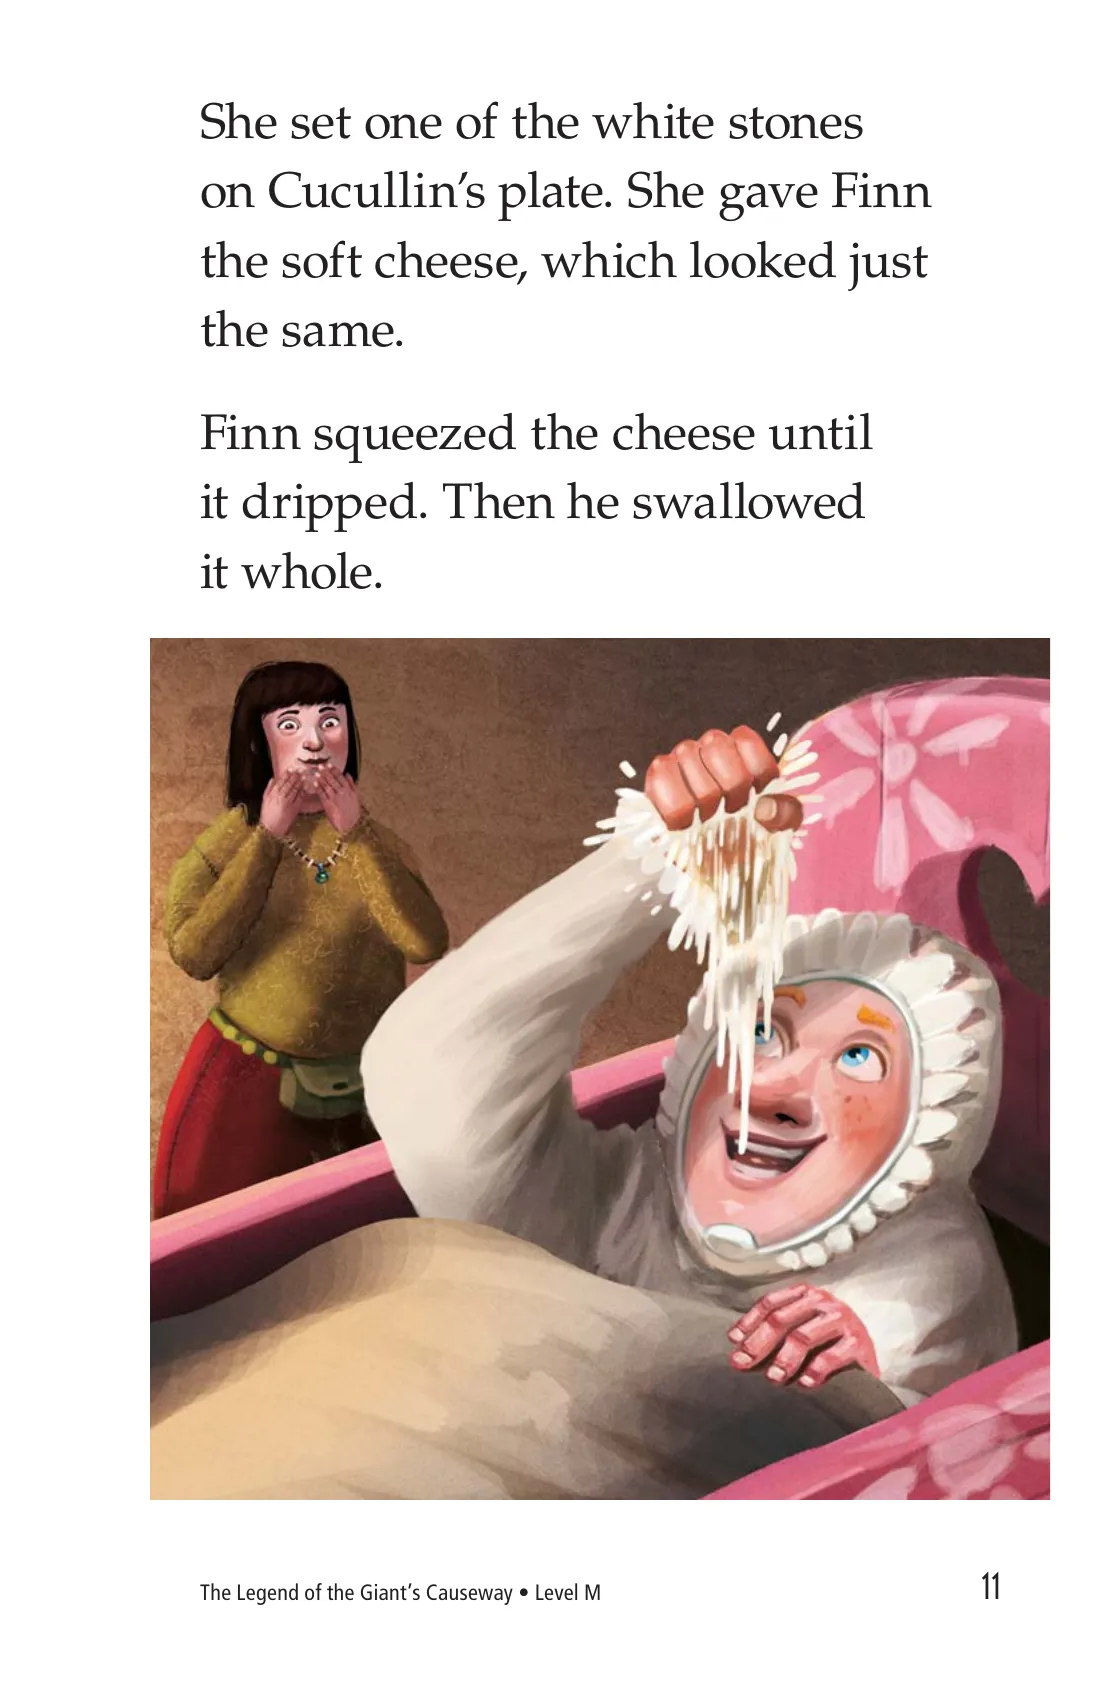 She set one of the white stones
on Cucullin’s plate. She gave Finn
the soft cheese, which looked just
the same.
Finn squeezed the cheese until
it dripped. Then he swallowed
it whole.
The Legend of the Giant’s Causeway • Level M
11